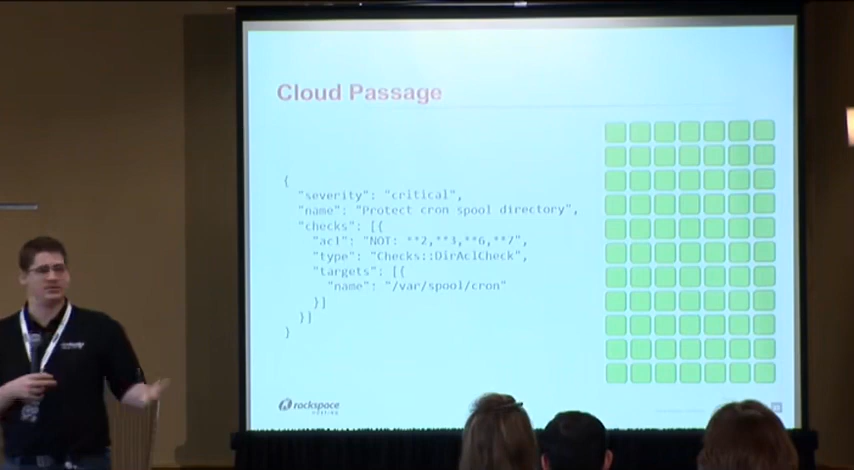 Cloud Passage
{
"severity": "critical",
"name": "Protect cron spool directory",
"checks": [{
"acl": "NOT: **2,**3,**6,**7",
"type": "Checks::DirAclCheck",
"targets": [{
"name": "/var/spool/cron"
}]
}]
}
rackspace
HOSTING